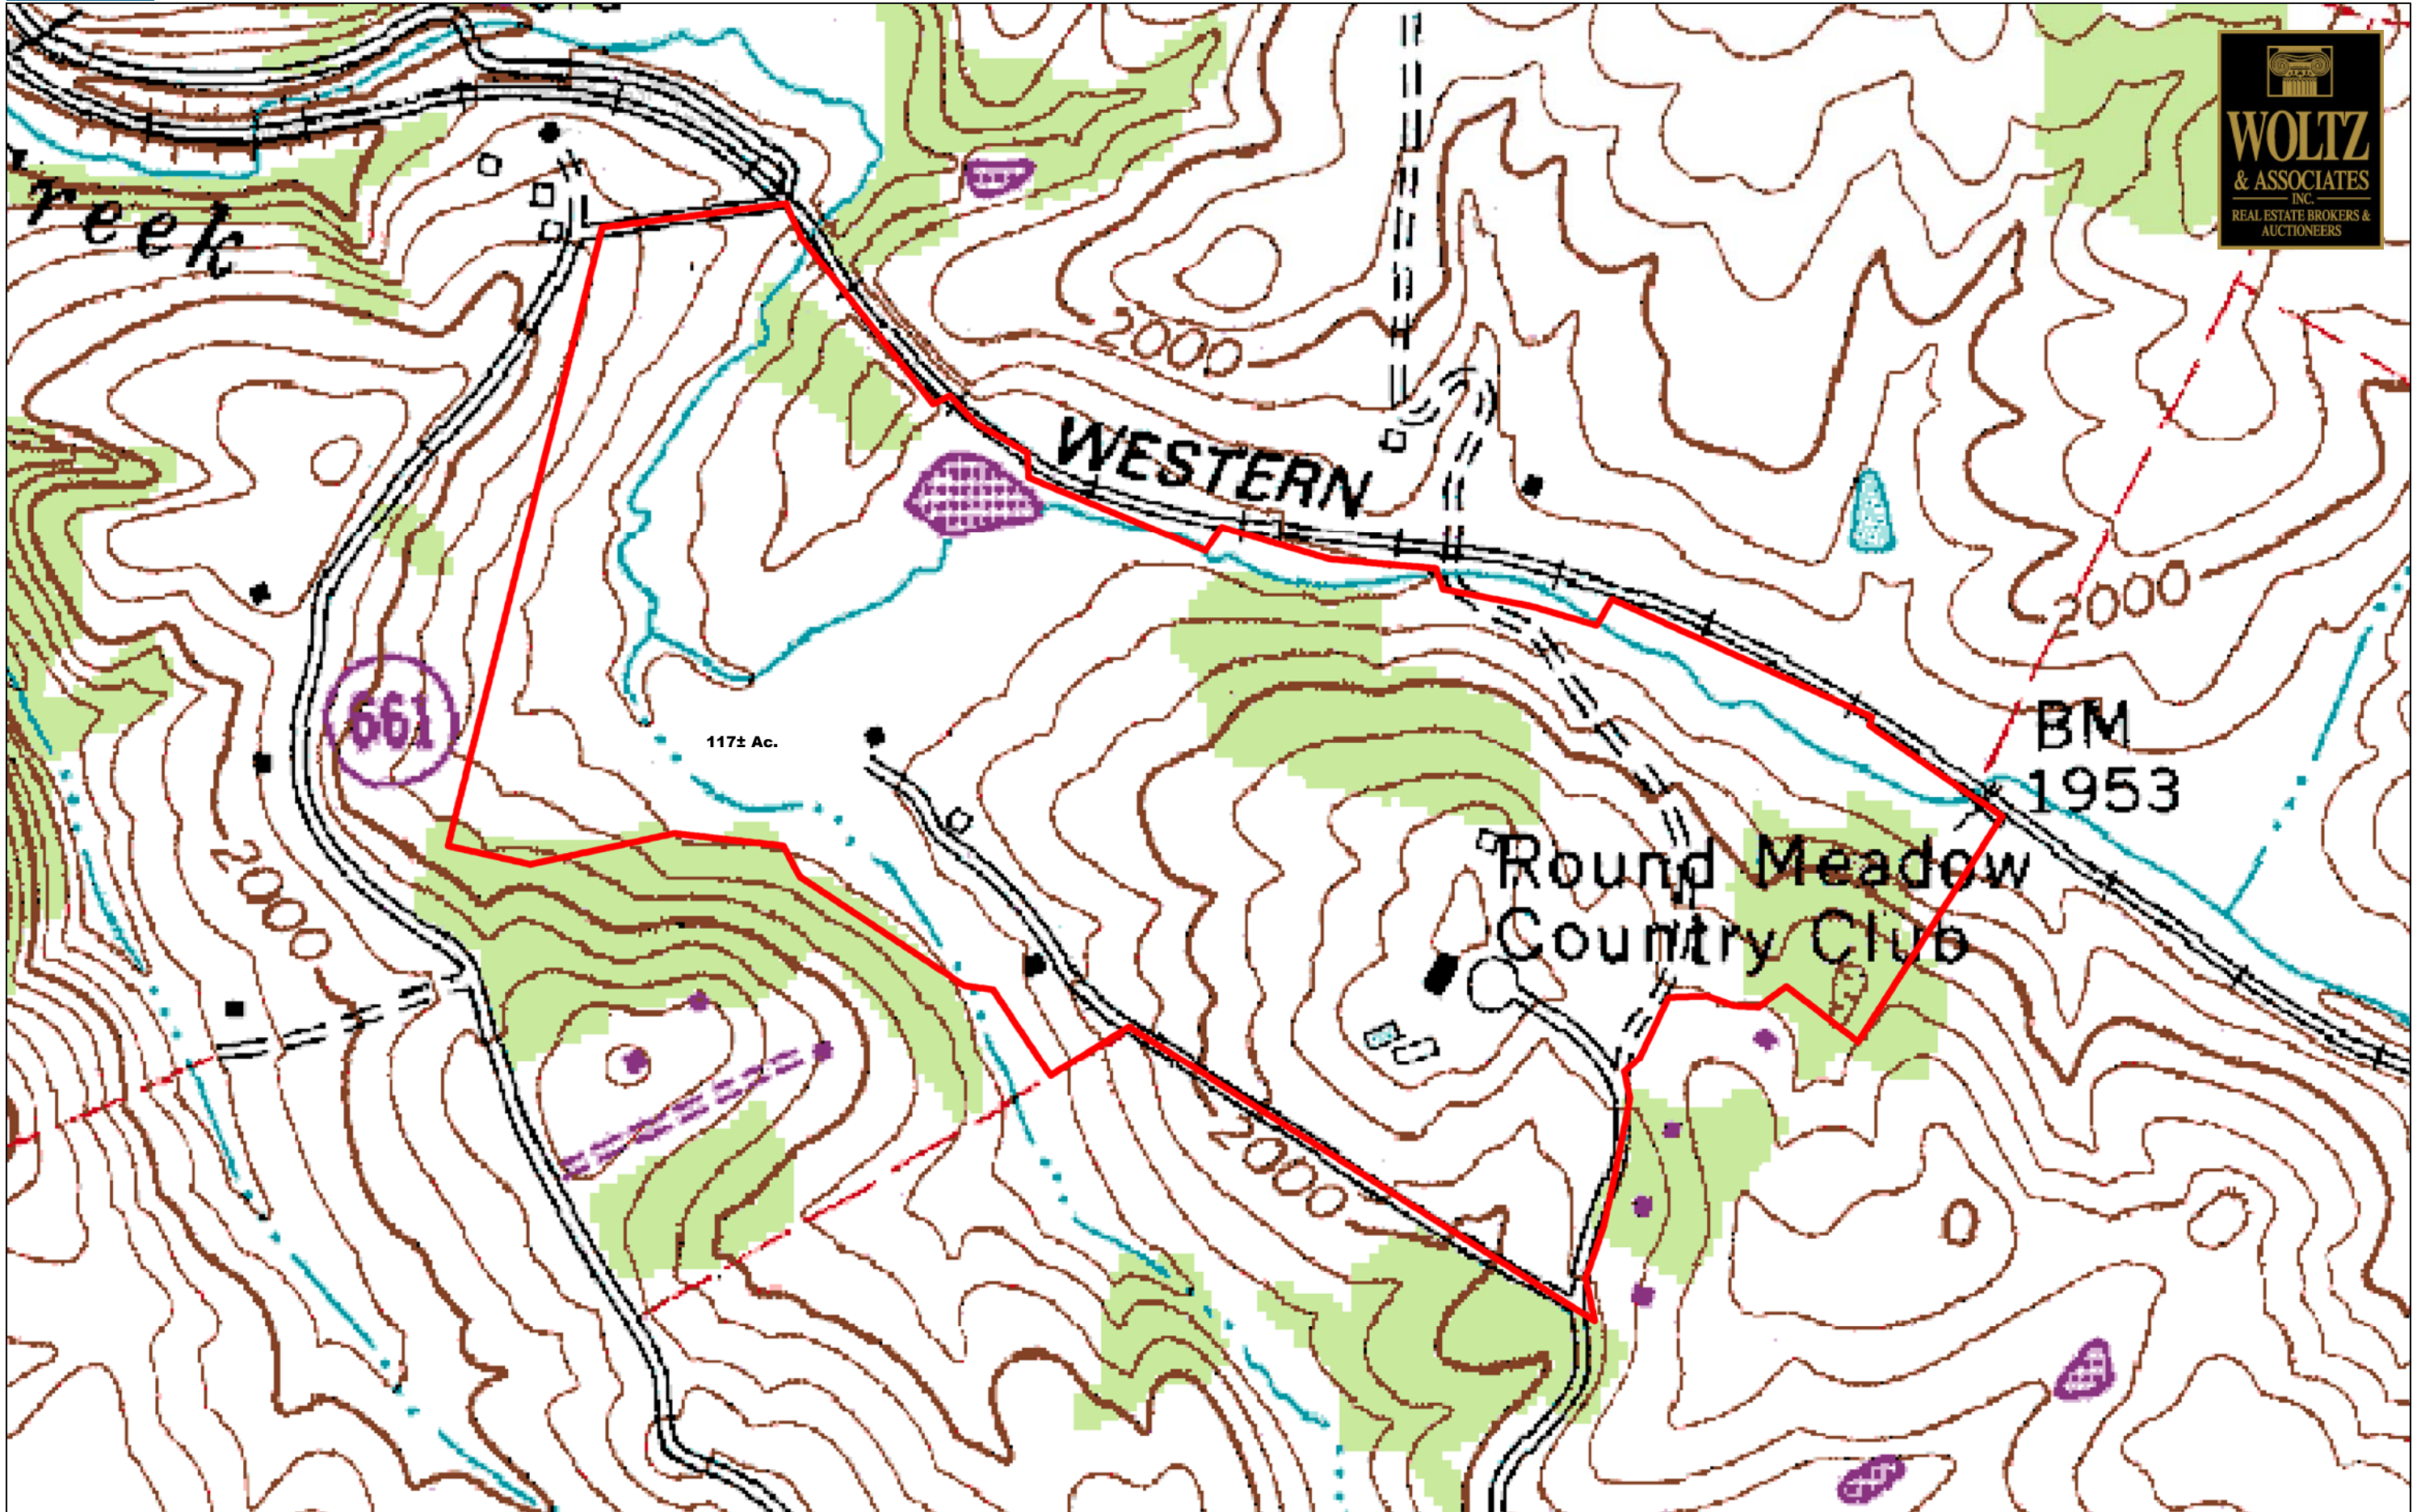 WOLTZ
& ASSOCIATES
INC.
REAL ESTATE BROKERS &
AUCTIONEERS
reek
2000
WESTERN
2000
661
117± Ac.
BM
1953
Round Meadow
Country Club
2000
2000